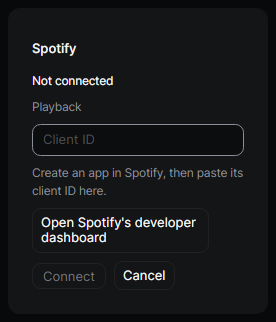 Spotify
Not connected
Playback
Client ID
Create an app in Spotify, then paste its
client ID here.
Open Spotify's developer
dashboard
Connect
Cancel